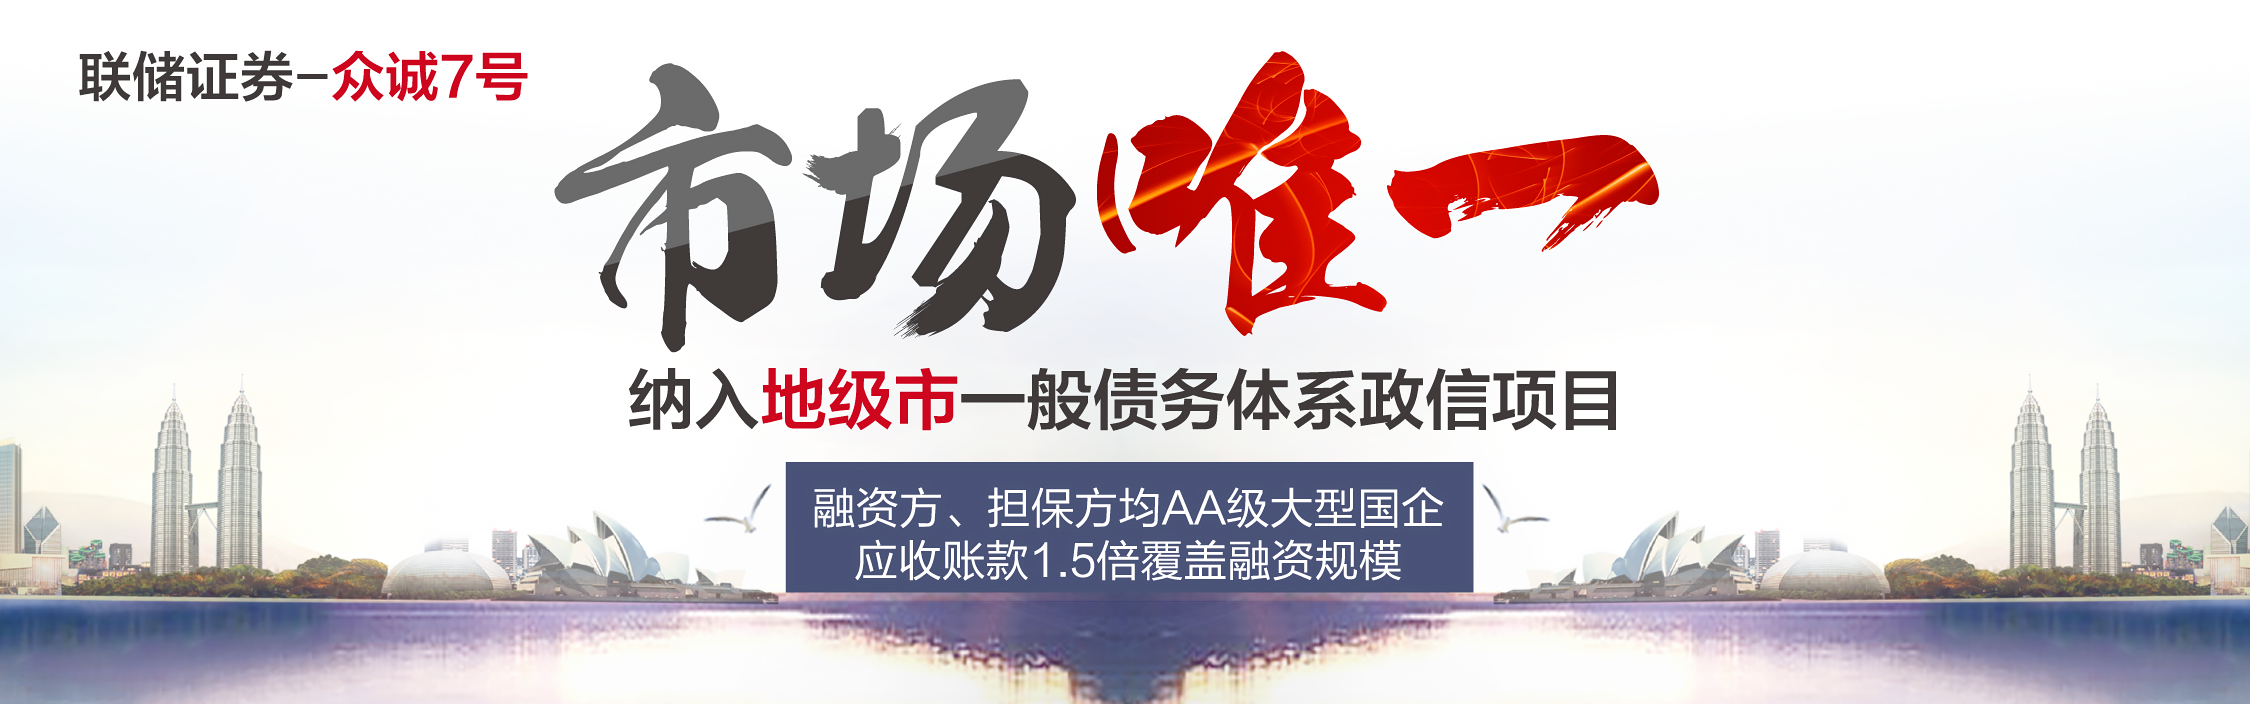 联储证券-众诚7号
市场唯一
纳入地级市一般债务体系政信项目
融资方、担保方均AA级大型国企
应收账款1.5倍覆盖融资规模